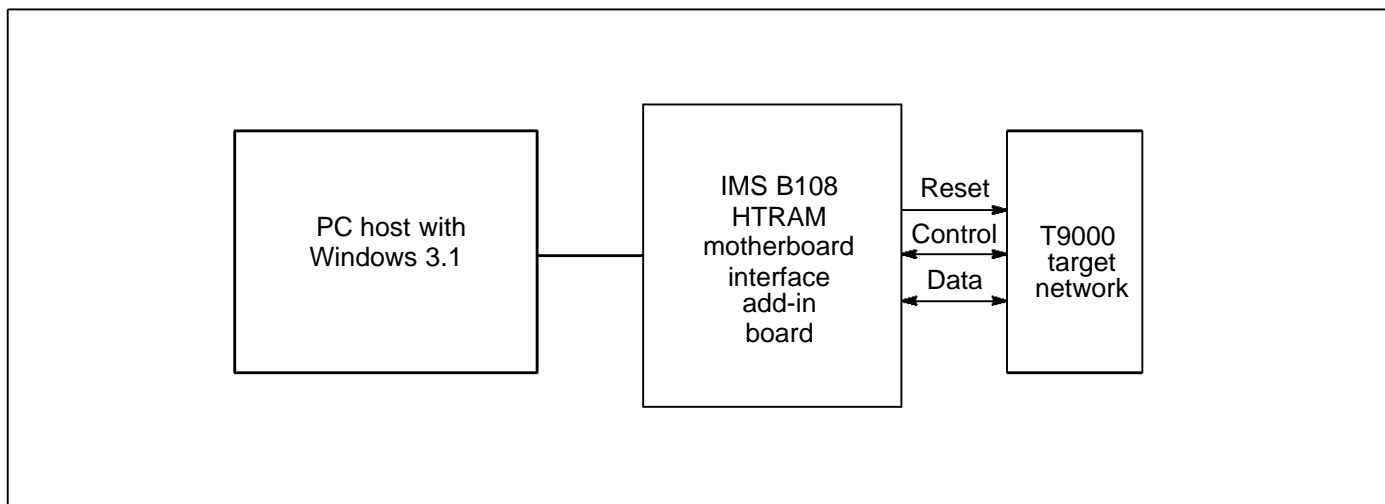 PC host with
Windows 3.1
IMS B108
HTRAM
motherboard
interface
add-in
board
Reset
Control
Data
T9000
target
network